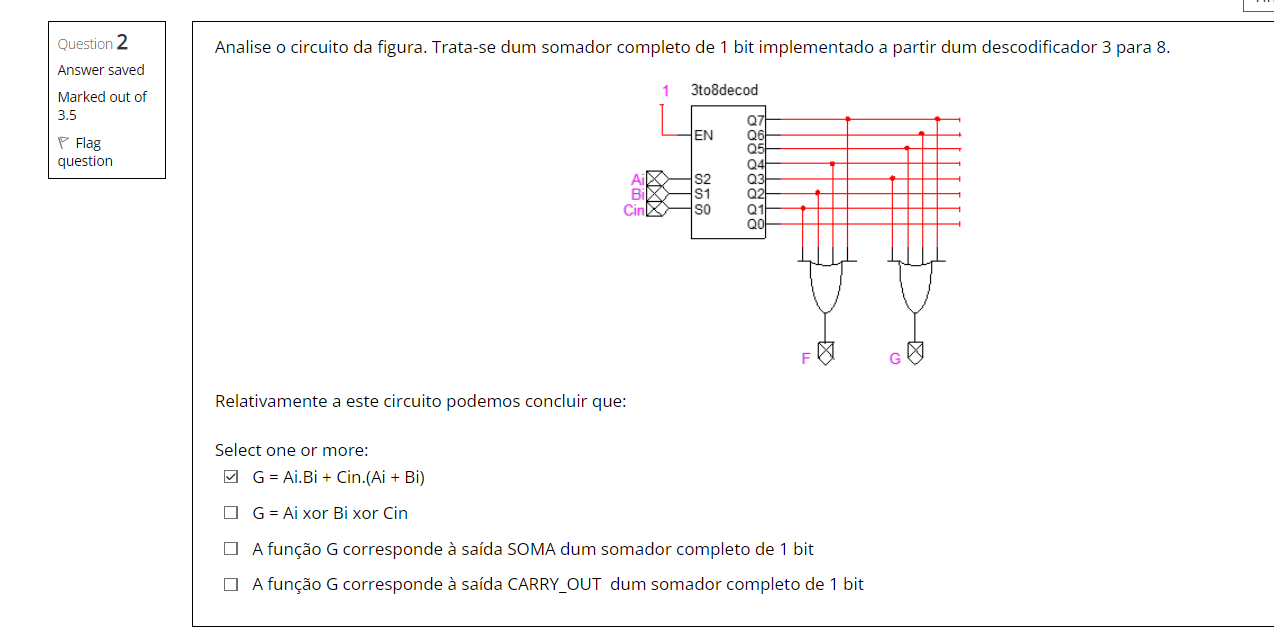 Question 2
Answer saved
Marked out of
3.5
Flag
question
Analise o circuito da figura. Trata-se dum somador completo de 1 bit implementado a partir dum descodificador 3 para 8.
1 3to8decod
Q7
EN Q6
Q5
Q4
Ai S2 Q3
Bi S1 Q2
Cin S0 Q1
Q0
F G
Relativamente a este circuito podemos concluir que:
Select one or more:
G = Ai.Bi + Cin.(Ai + Bi)
G = Ai xor Bi xor Cin
A função G corresponde à saída SOMA dum somador completo de 1 bit
A função G corresponde à saída CARRY_OUT dum somador completo de 1 bit